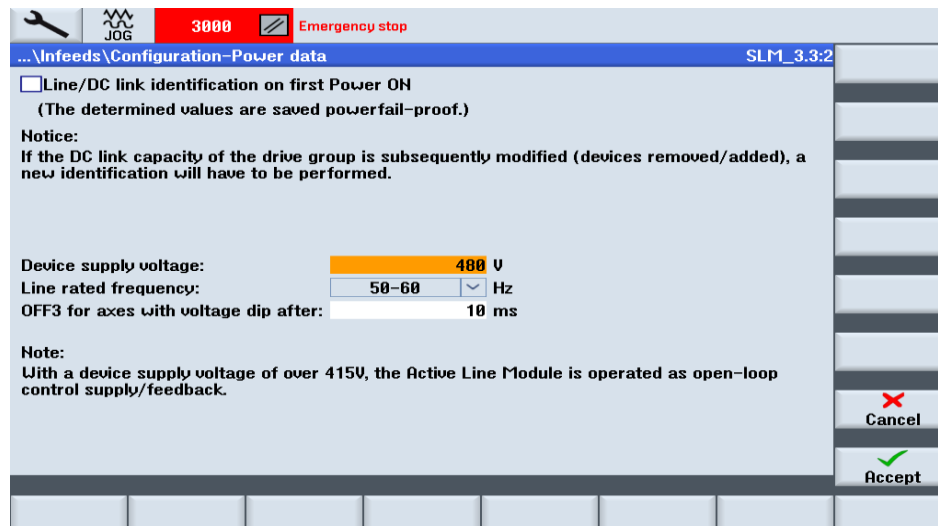 JOG
3000 Emergency stop
...\Infeeds\Configuration-Power data SLM_3.3:2
Line/DC link identification on first Power ON
(The determined values are saved powerfail-proof.)
Notice:
If the DC link capacity of the drive group is subsequently modified (devices removed/added), a
new identification will have to be performed.
Device supply voltage: 480 V
Line rated frequency: 50-60 Hz
OFF3 for axes with voltage dip after: 10 ms
Note:
With a device supply voltage of over 415V, the Active Line Module is operated as open-loop
control supply/feedback.
Cancel
Accept